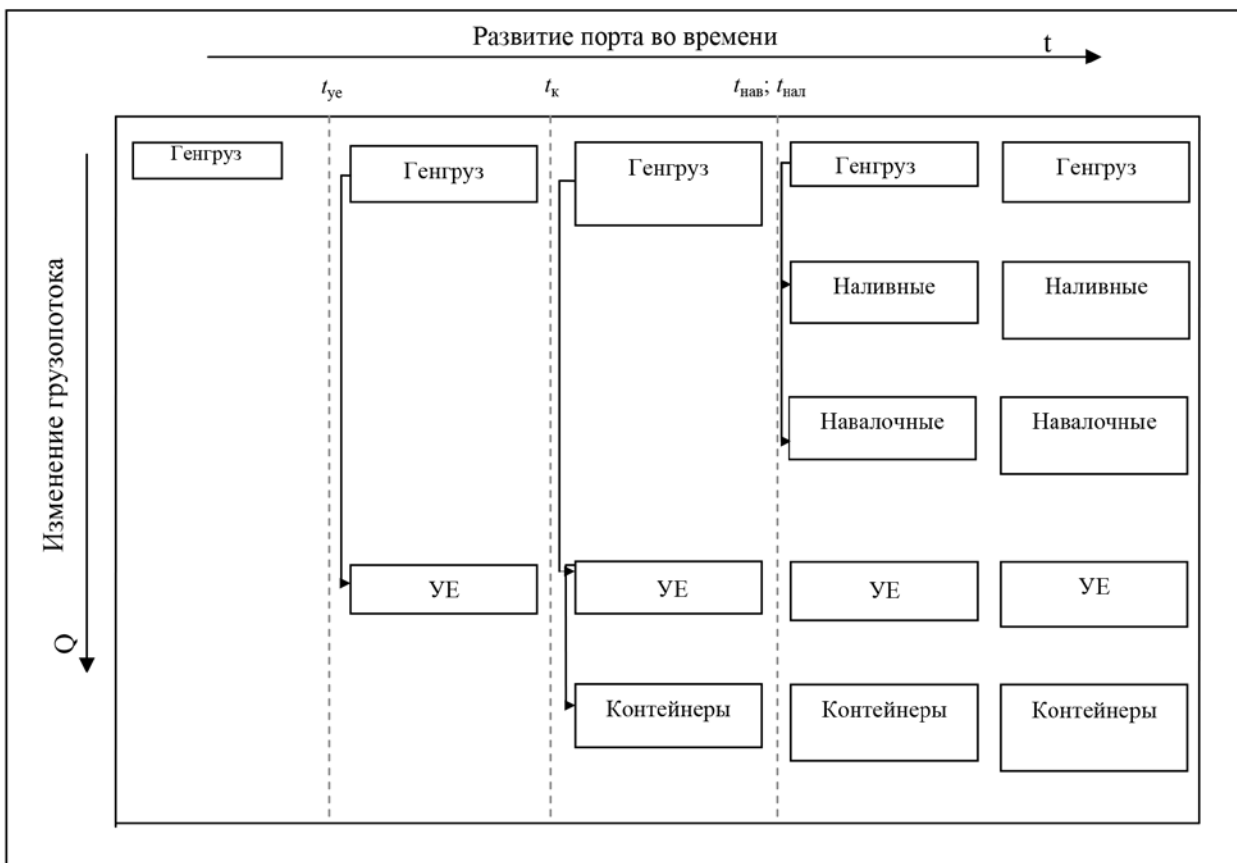 Развитие порта во времени
t
tуе
tк
tнав; tнал
Изменение грузопотока
Q
Генгруз
Генгруз
Генгруз
Генгруз
Генгруз
Наливные
Наливные
Навалочные
Навалочные
УЕ
УЕ
УЕ
УЕ
Контейнеры
Контейнеры
Контейнеры